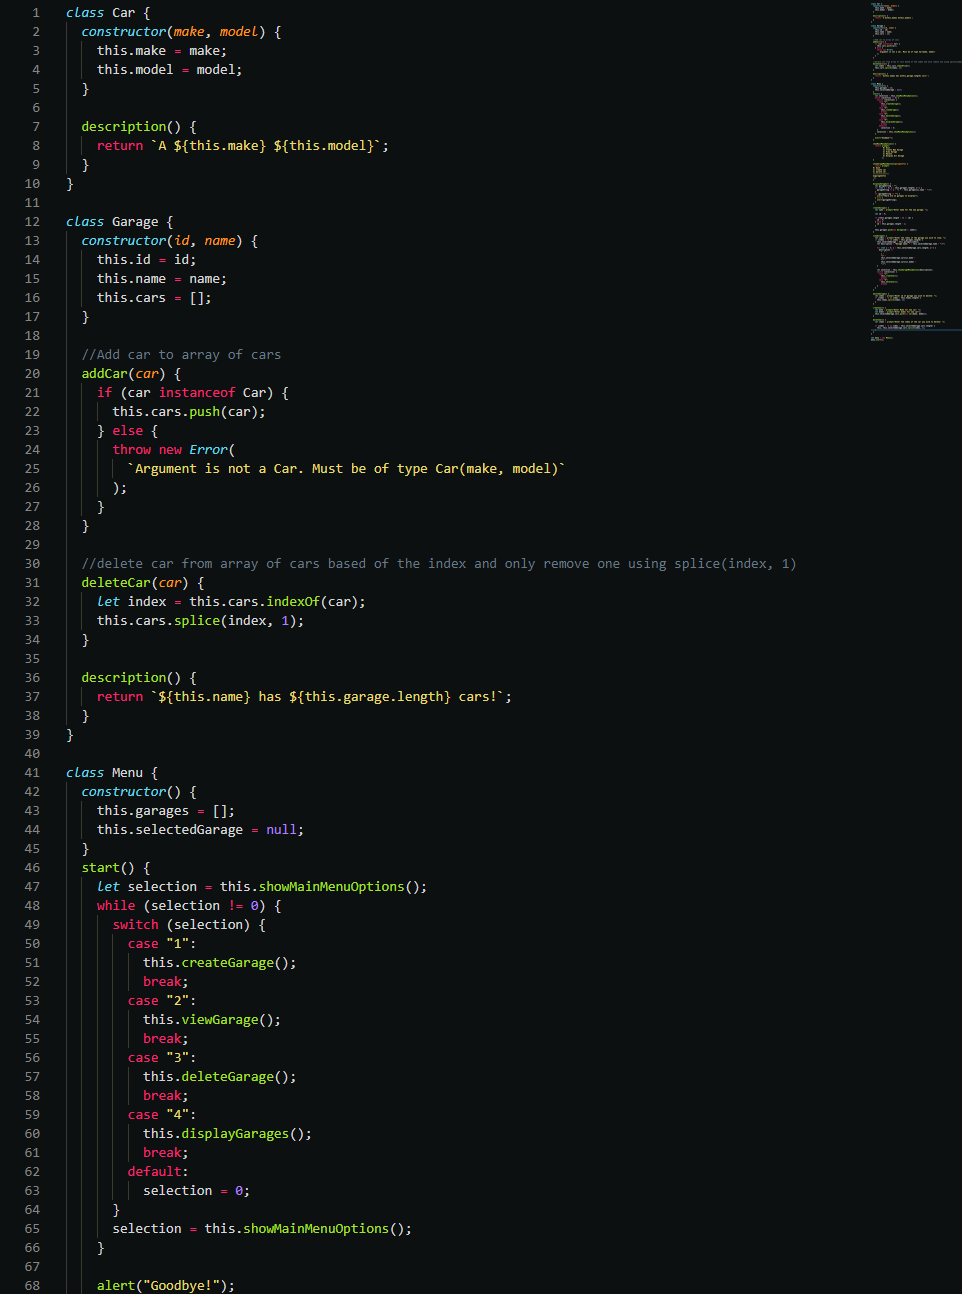 1 class Car {
2 constructor(make, model) {
3 this.make = make;
4 this.model = model;
5 }
6
7 description() {
8 return `A ${this.make} ${this.model}`;
9 }
10 }
11
12 class Garage {
13 constructor(id, name) {
14 this.id = id;
15 this.name = name;
16 this.cars = [];
17 }
18
19 //Add car to array of cars
20 addCar(car) {
21 if (car instanceof Car) {
22 this.cars.push(car);
23 } else {
24 throw new Error(
25 `Argument is not a Car. Must be of type Car(make, model)`
26 );
27 }
28 }
29
30 //delete car from array of cars based of the index and only remove one using splice(index, 1)
31 deleteCar(car) {
32 let index = this.cars.indexOf(car);
33 this.cars.splice(index, 1);
34 }
35
36 description() {
37 return `${this.name} has ${this.garage.length} cars!`;
38 }
39 }
40
41 class Menu {
42 constructor() {
43 this.garages = [];
44 this.selectedGarage = null;
45 }
46 start() {
47 let selection = this.showMainMenuOptions();
48 while (selection != 0) {
49 switch (selection) {
50 case "1":
51 this.createGarage();
52 break;
53 case "2":
54 this.viewGarage();
55 break;
56 case "3":
57 this.deleteGarage();
58 break;
59 case "4":
60 this.displayGarages();
61 break;
62 default:
63 selection = 0;
64 }
65 selection = this.showMainMenuOptions();
66 }
67
68 alert("Goodbye!");